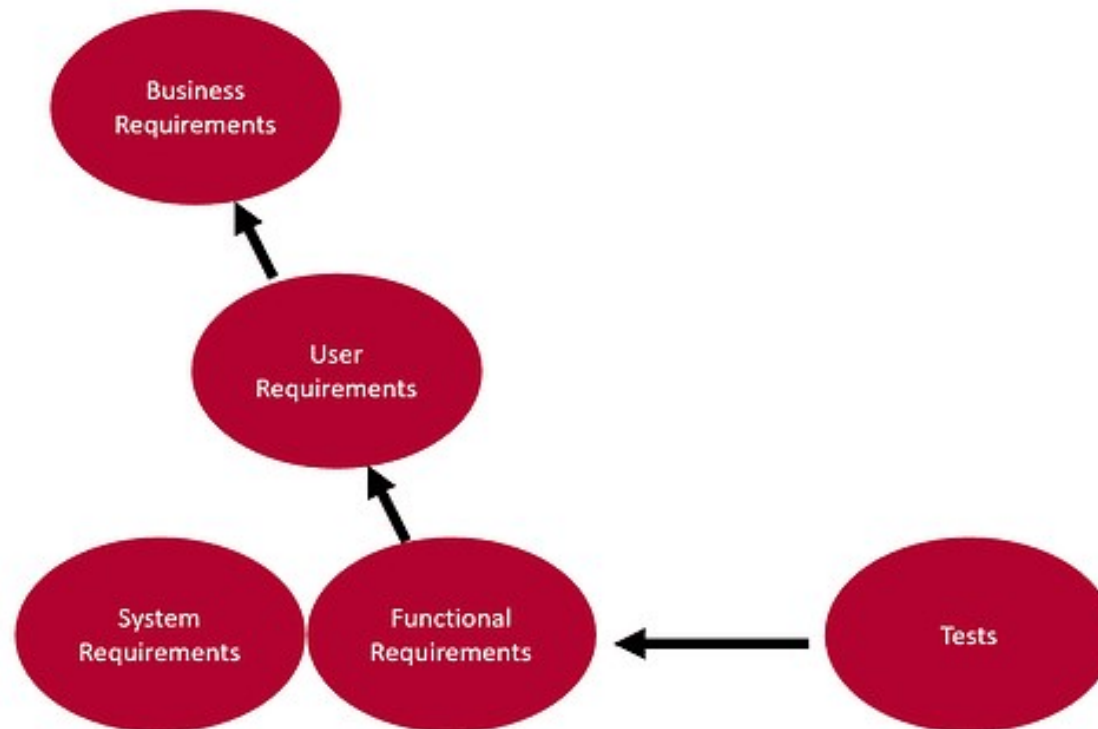 Business
Requirements
User
Requirements
System
Requirements
Functional
Requirements
Tests